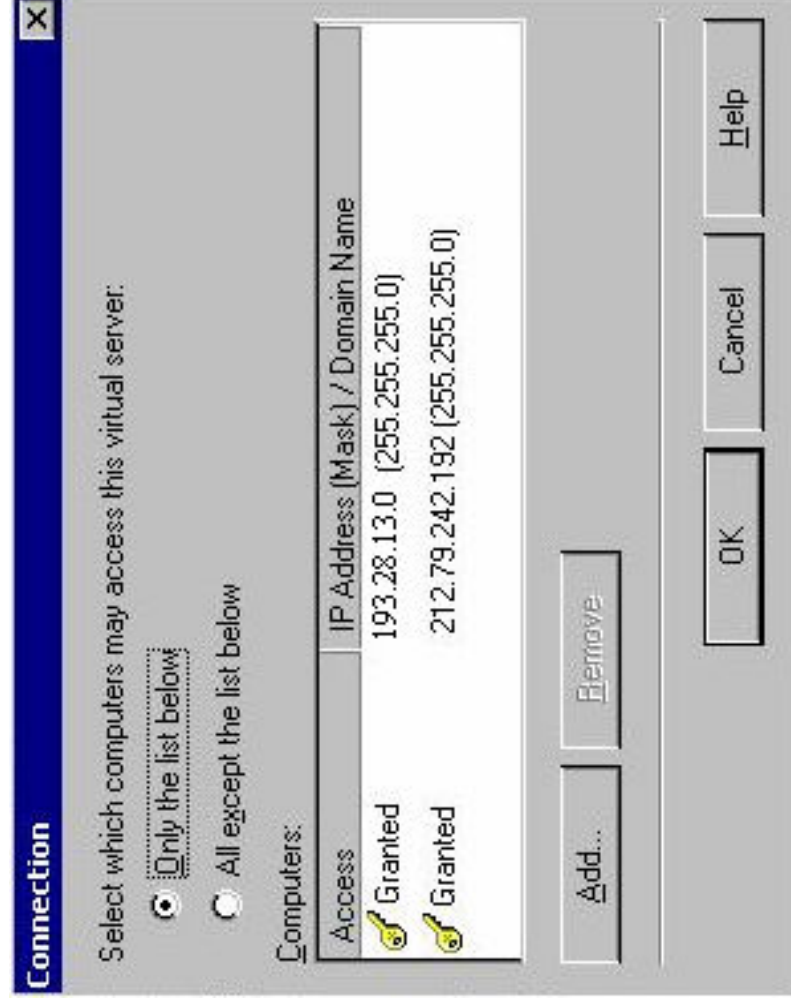 Connection
Select which computers may access this virtual server:
Only the list below
All except the list below
Computers:
Access IP Address (Mask) / Domain Name
Granted 193.28.13.0 (255.255.255.0)
Granted 212.79.242.192 (255.255.255.0)
Add... Remove
OK Cancel Help